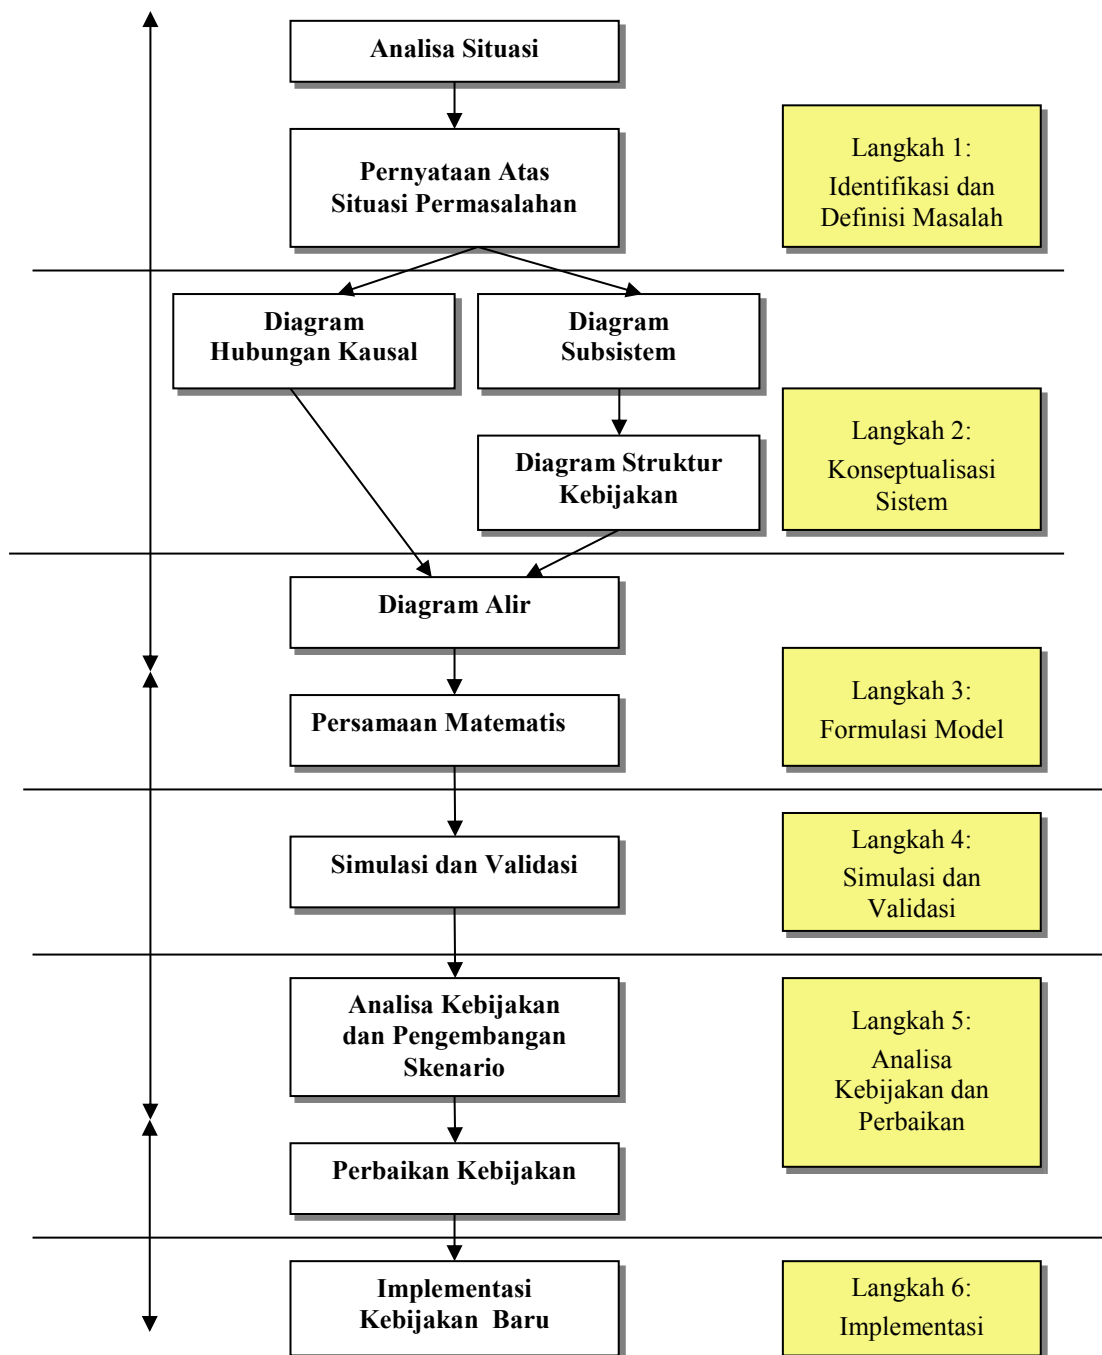 Analisa Situasi
Pernyataan Atas
Situasi Permasalahan
Langkah 1:
Identifikasi dan
Definisi Masalah
Diagram
Hubungan Kausal
Diagram
Subsistem
Diagram Struktur
Kebijakan
Langkah 2:
Konseptualisasi
Sistem
Diagram Alir
Persamaan Matematis
Langkah 3:
Formulasi Model
Simulasi dan Validasi
Langkah 4:
Simulasi dan
Validasi
Analisa Kebijakan
dan Pengembangan
Skenario
Perbaikan Kebijakan
Langkah 5:
Analisa
Kebijakan dan
Perbaikan
Implementasi
Kebijakan  Baru
Langkah 6:
Implementasi